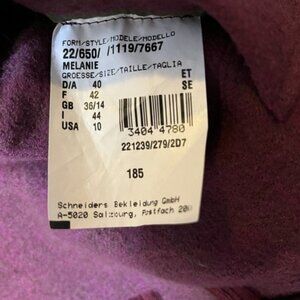 FORM/STYLE/MODELE/MODELLO
22/650/ /1119/7667
MELANIE
GROESSE/SIZE/TAILLE/TAGLIA
D/A 40 ET
F 42 SE
GB 36/14
I 44
USA 10
3404 4780
221239/279/2D7
185
Schneiders Bekleidung GmbH
A-5020 Salzburg, Postfach